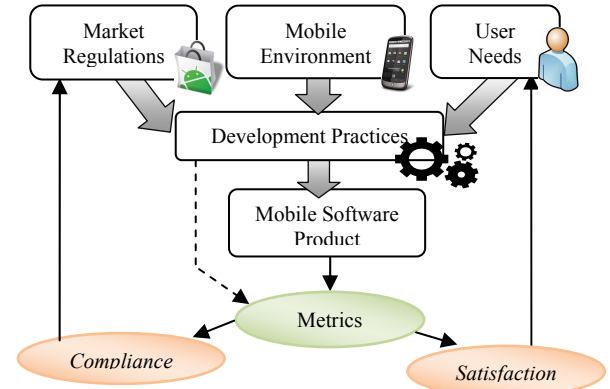 Market
Regulations
Mobile
Environment
User
Needs
Development Practices
Mobile Software
Product
Metrics
Compliance
Satisfaction